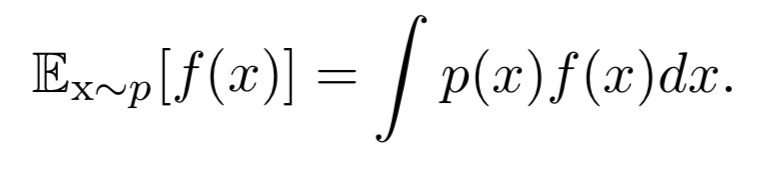 𝔼ₓ∼ₚ[f(x)] = ∫ p(x)f(x)dx.